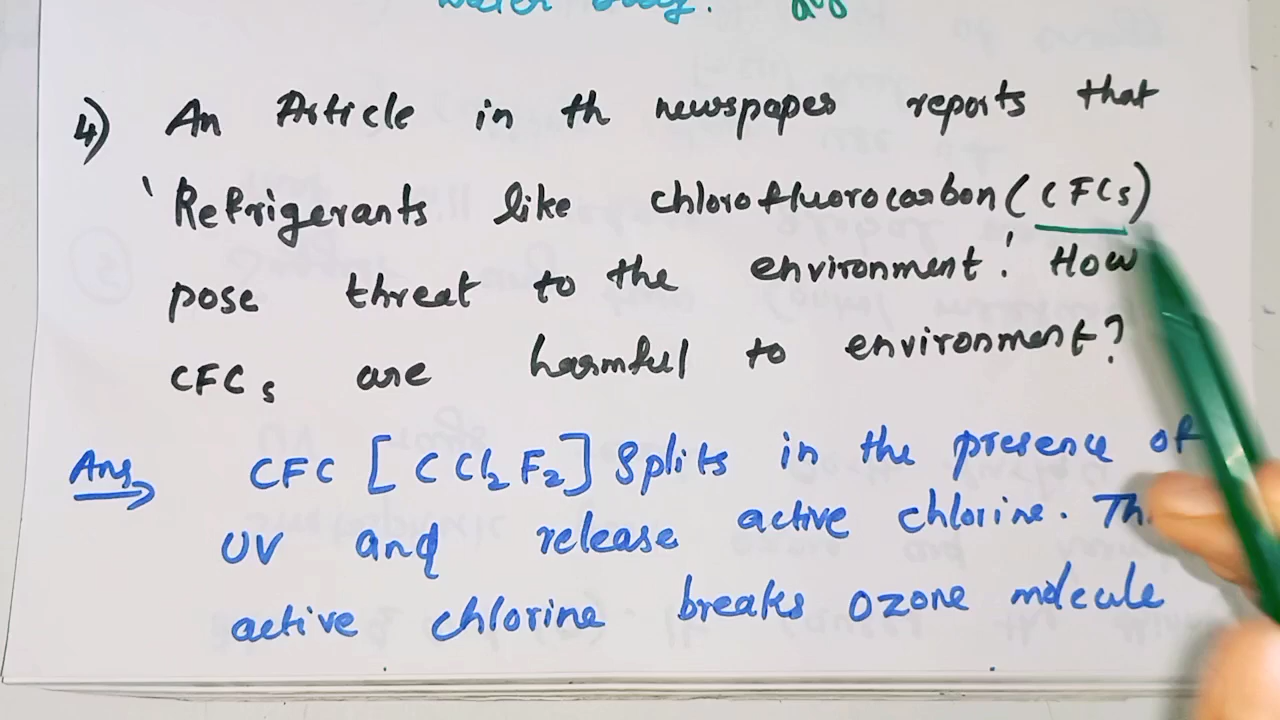 water body.
4) An Article in th newspaper reports that
' Refrigerants like chlorofluorocarbon (CFCs)
pose threat to the environment! How
CFCs are harmful to environment?
Ans CFC [CCl2F2] Splits in the presence of
UV and release active chlorine.
active chlorine breaks ozone molecule